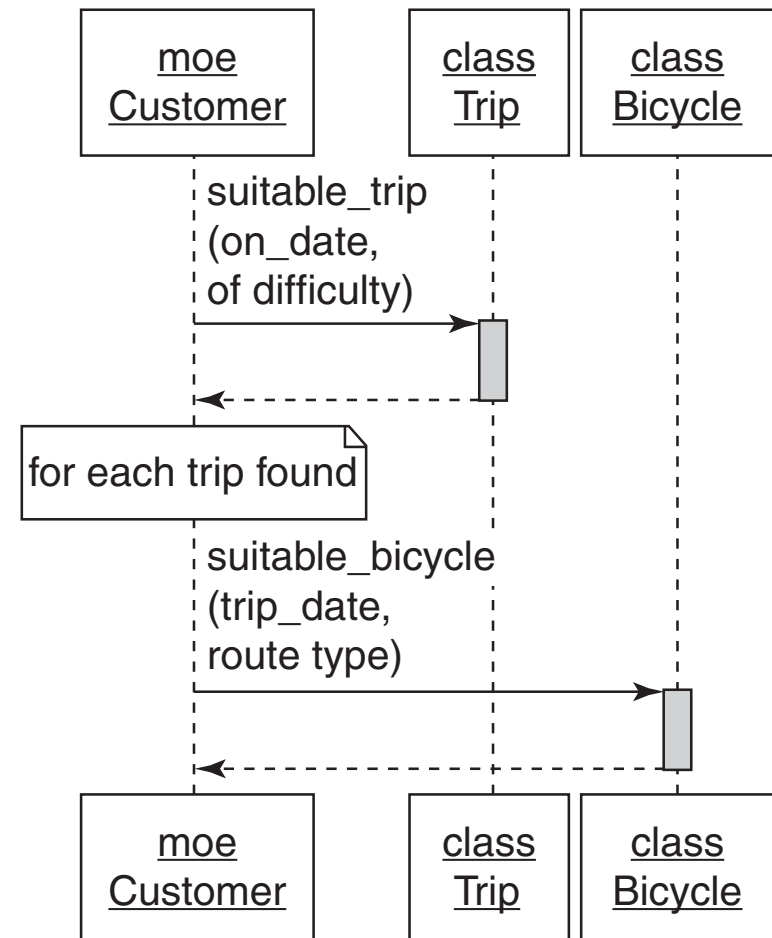 moe
Customer
class
Trip
class
Bicycle
suitable_trip
(on_date,
of difficulty)
for each trip found
suitable_bicycle
(trip_date,
route type)
moe
Customer
class
Trip
class
Bicycle